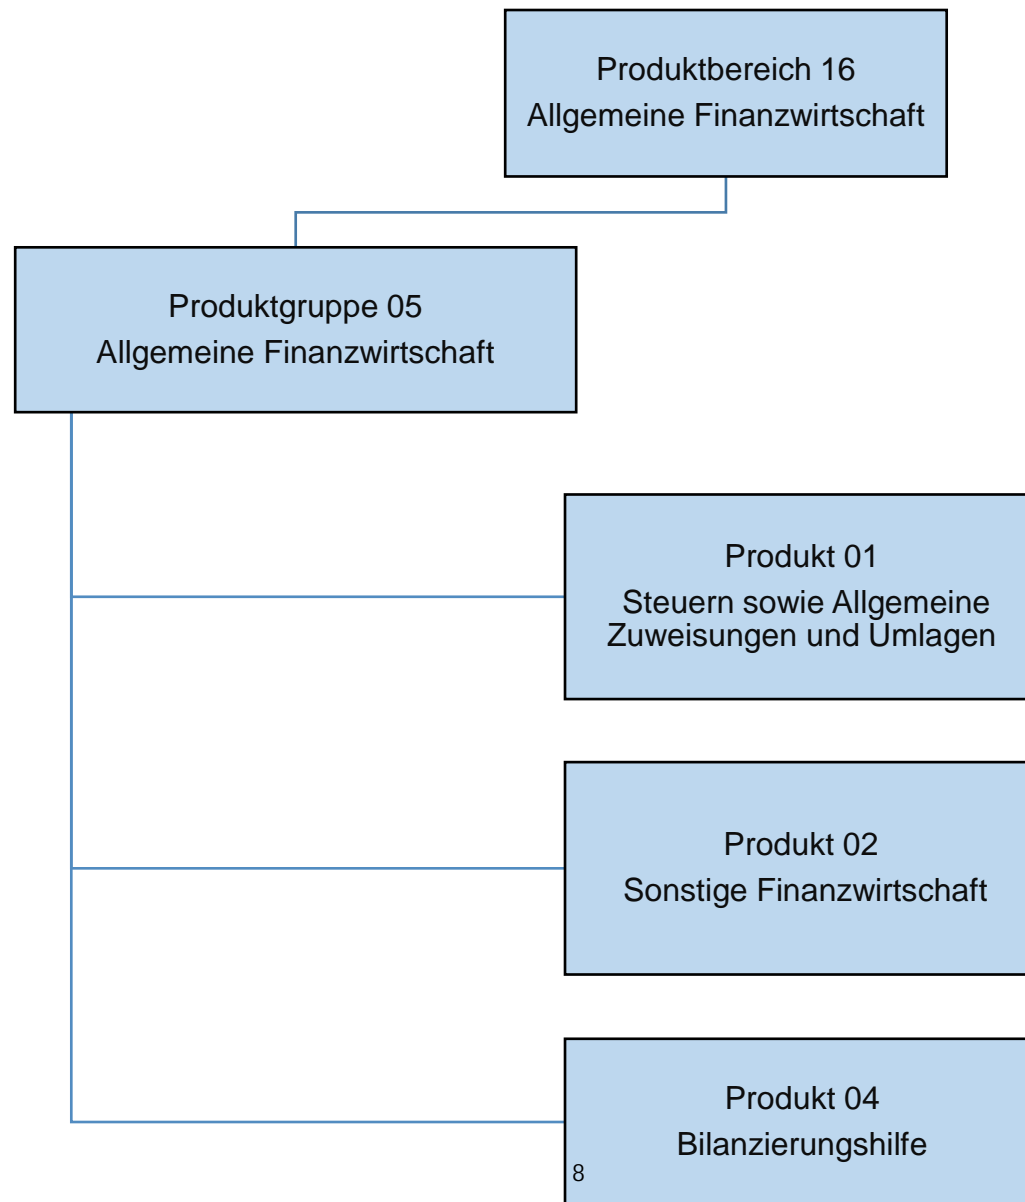 Produktbereich 16
Allgemeine Finanzwirtschaft
Produktgruppe 05
Allgemeine Finanzwirtschaft
Produkt 01
Steuern sowie Allgemeine
Zuweisungen und Umlagen
Produkt 02
Sonstige Finanzwirtschaft
Produkt 04
Bilanzierungshilfe
8